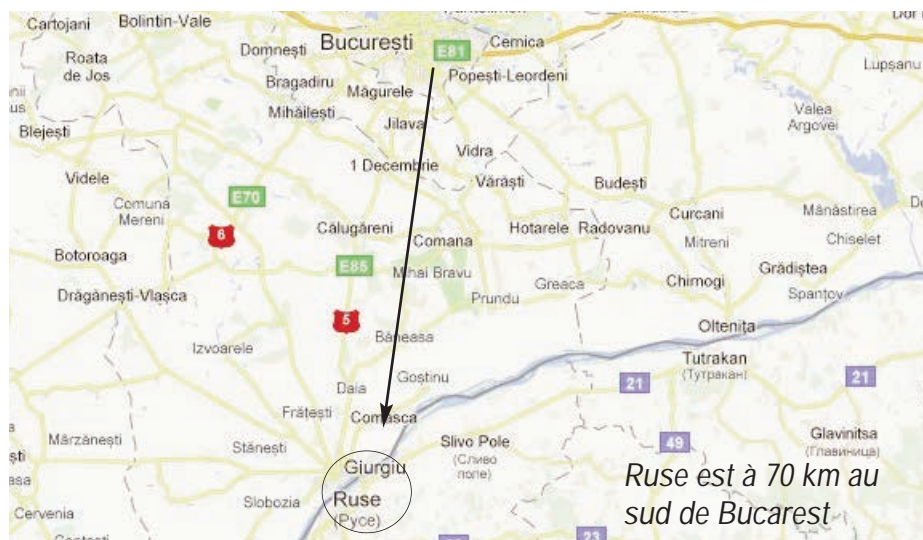 Cartojani
Bolintin-Vale
București
E81
Cernica
Lupșanu
Roata
de Jos
Domnești
Popești-Leordeni
Bragadiru
Măgurele
Mihăilești
Jilava
Valea
Argovei
Blejești
1 Decembrie
Vidra
Videle
Vărăști
Budești
E70
Comuna
Mereni
6
Călugăreni
Comana
Hotarele
Radovanu
Curcani
Mitreni
Mânăstirea
Chiselet
Botoroaga
E85
Mihai Bravu
Greaca
Chirnogi
Grădiștea
Spanțov
Drăgănești-Vlașca
Prundu
5
Băneasa
Oltenița
Izvoarele
Tutrakan
(Тутракан)
Daia
Goștinu
21
21
Frătești
Comasca
Mârzănești
Stănești
Slivo Pole
(Сливо
поле)
49
Glavinitsa
(Главиница)
Giurgiu
Slobozia
Ruse
(Русе)
Cervenia
23
Ruse est à 70 km au
sud de Bucarest